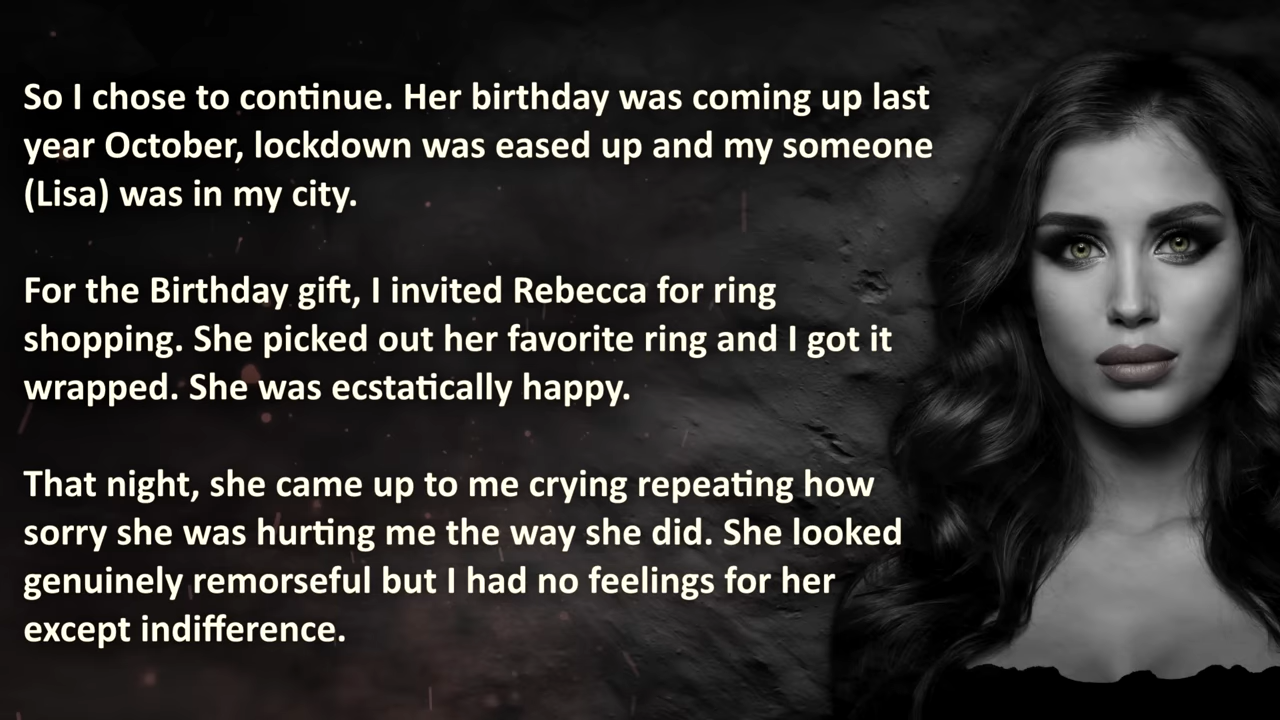 So I chose to continue. Her birthday was coming up last
year October, lockdown was eased up and my someone
(Lisa) was in my city.
For the Birthday gift, I invited Rebecca for ring
shopping. She picked out her favorite ring and I got it
wrapped. She was ecstatically happy.
That night, she came up to me crying repeating how
sorry she was hurting me the way she did. She looked
genuinely remorseful but I had no feelings for her
except indifference.